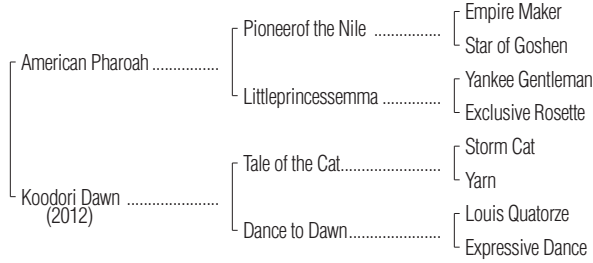 Empire Maker
Pioneerof the Nile ................
Star of Goshen
American Pharoah ................
Yankee Gentleman
Littleprincessemma ..............
Exclusive Rosette
Storm Cat
Tale of the Cat........................
Yarn
Koodori Dawn ......................
(2012)
Louis Quatorze
Dance to Dawn......................
Expressive Dance